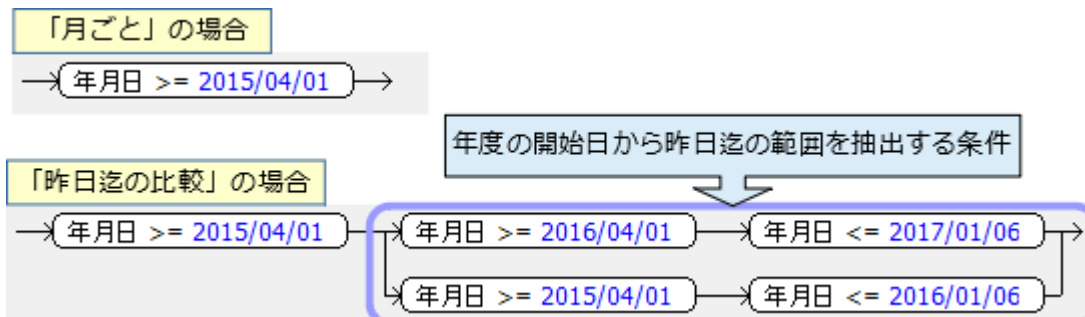 「月ごと」の場合
年月日 >= 2015/04/01
年度の開始日から昨日迄の範囲を抽出する条件
「昨日迄の比較」の場合
年月日 >= 2015/04/01 年月日 >= 2016/04/01 年月日 <= 2017/01/06
年月日 >= 2015/04/01 年月日 <= 2016/01/06